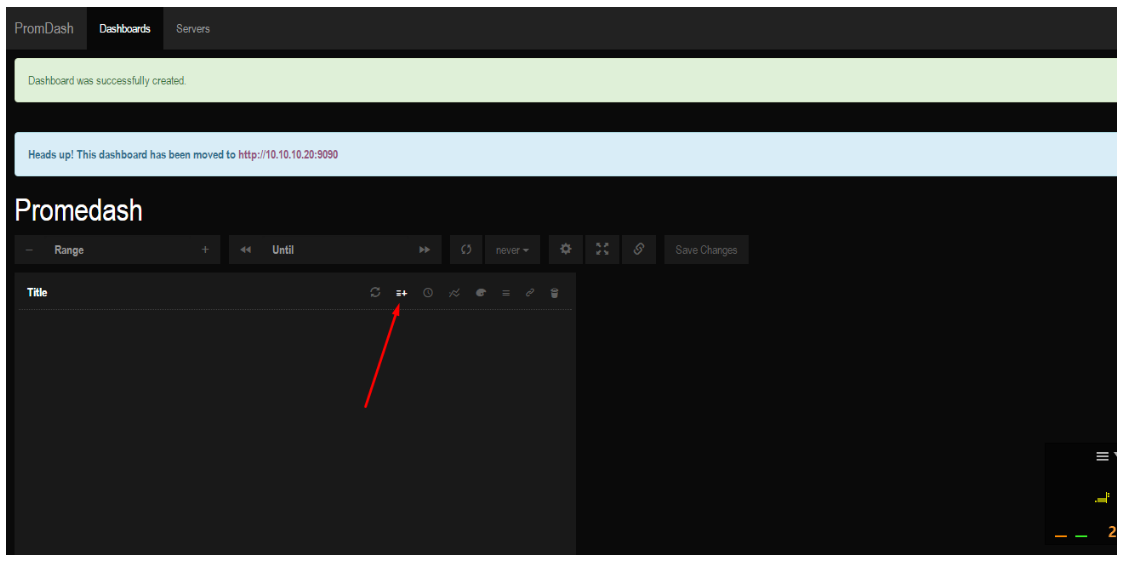 PromDash Dashboards Servers
Dashboard was successfully created.
Heads up! This dashboard has been moved to http://10.10.10.20:9090
Promedash
Range Until never Save Changes
Title
2